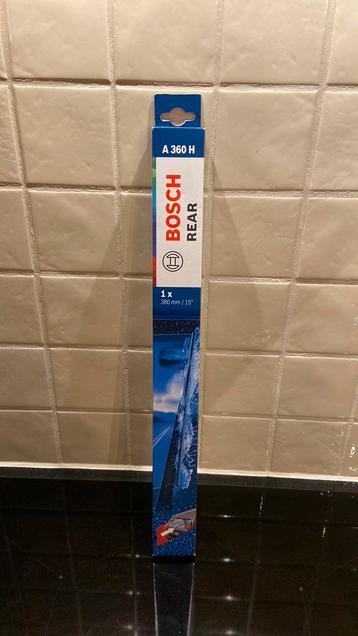 A 360 H
BOSCH
REAR
1 x
380 mm / 15"